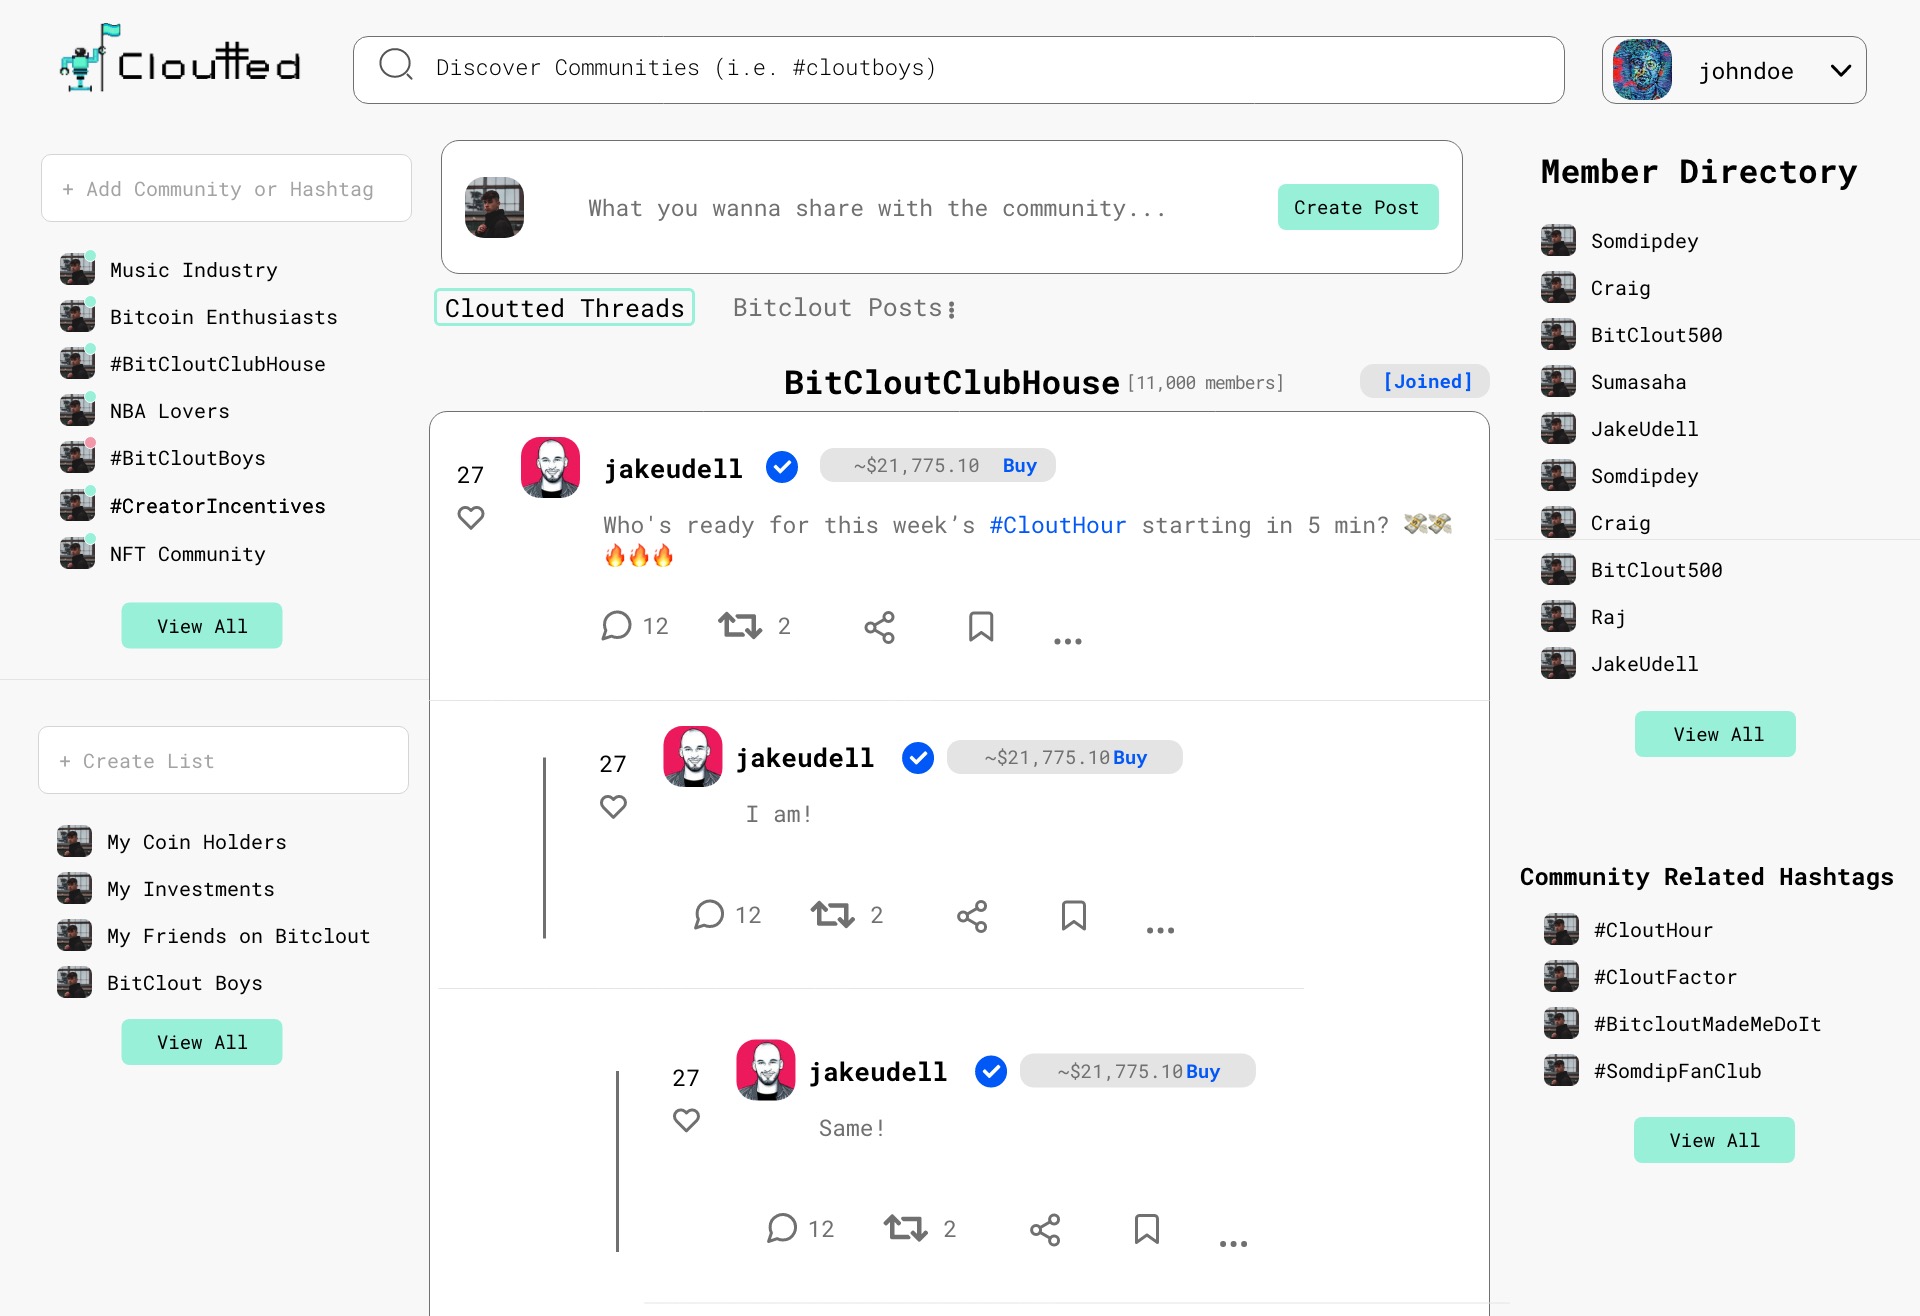 Cloutted
Discover Communities (i.e. #cloutboys)
johndoe
+ Add Community or Hashtag
Music Industry
Bitcoin Enthusiasts
#BitCloutClubHouse
NBA Lovers
#BitCloutBoys
#CreatorIncentives
NFT Community
View All
+ Create List
My Coin Holders
My Investments
My Friends on Bitclout
BitClout Boys
View All
What you wanna share with the community...
Create Post
Cloutted Threads
Bitclout Posts
BitCloutClubHouse [11,000 members]
[Joined]
27
jakeudell
~$21,775.10 Buy
Who's ready for this week’s #CloutHour starting in 5 min? 💸💸
🔥🔥🔥
12
2
...
27
jakeudell
~$21,775.10 Buy
I am!
12
2
...
27
jakeudell
~$21,775.10 Buy
Same!
12
2
...
Member Directory
Somdipdey
Craig
BitClout500
Sumasaha
JakeUdell
Somdipdey
Craig
BitClout500
Raj
JakeUdell
View All
Community Related Hashtags
#CloutHour
#CloutFactor
#BitcloutMadeMeDoIt
#SomdipFanClub
View All